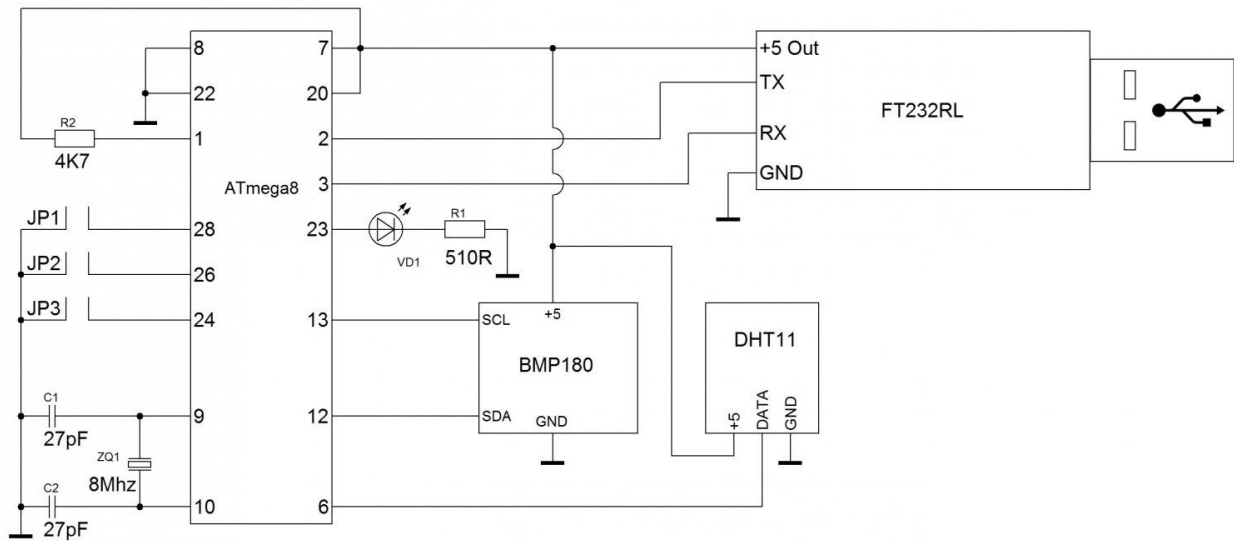 8
7
+5 Out
TX
22
20
R2
4K7
1
2
RX
FT232RL
ATmega8
3
GND
JP1
28
23
VD1
R1
510R
JP2
26
JP3
24
13
SCL
+5
BMP180
DHT11
C1
27pF
9
12
SDA
GND
+5
DATA
GND
ZQ1
8Mhz
C2
27pF
10
6